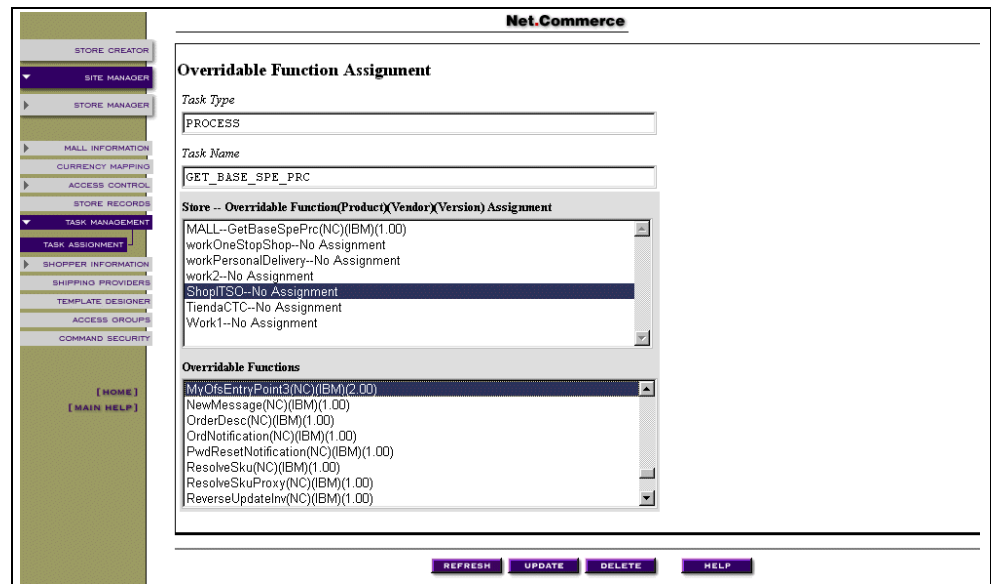 Net.Commerce
STORE CREATOR
SITE MANAGER
STORE MANAGER
MALL INFORMATION
CURRENCY MAPPING
ACCESS CONTROL
STORE RECORDS
TASK MANAGEMENT
TASK ASSIGNMENT
SHOPPER INFORMATION
SHIPPING PROVIDERS
TEMPLATE DESIGNER
ACCESS GROUPS
COMMAND SECURITY
[HOME]
[MAIN HELP]
Overridable Function Assignment
Task Type
PROCESS
Task Name
GET_BASE_SPE_PRC
Store -- Overridable Function(Product)(Vendor)(Version) Assignment
MALL--GetBaseSpePrc(NC)(IBM)(1.00)
workOneStopShop--No Assignment
workPersonalDelivery--No Assignment
work2--No Assignment
ShopITSO--No Assignment
TiendaCTC--No Assignment
Work1--No Assignment
Overridable Functions
MyOfsEntryPoint3(NC)(IBM)(2.00)
NewMessage(NC)(IBM)(1.00)
OrderDesc(NC)(IBM)(1.00)
OrdNotification(NC)(IBM)(1.00)
PwdResetNotification(NC)(IBM)(1.00)
ResolveSku(NC)(IBM)(1.00)
ResolveSkuProxy(NC)(IBM)(1.00)
ReverseUpdateInv(NC)(IBM)(1.00)
REFRESH UPDATE DELETE HELP